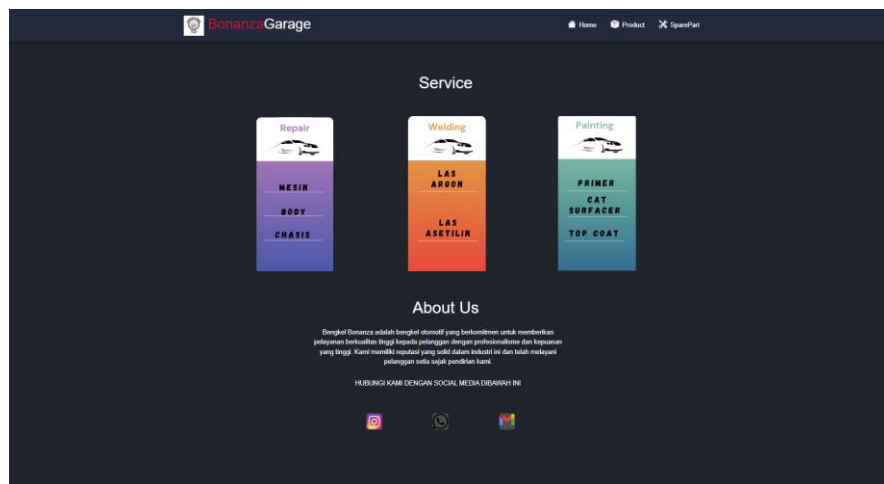 BonanzaGarage
Home Product SparePart
Service
Repair
MESIN
BODY
CHASIS
Welding
LAS
ARGON
LAS
ASETILIN
Painting
PRIMER
CAT
SURFACER
TOP COAT
About Us
Bengkel Bonanza adalah bengkel otomotif yang berkomitmen untuk memberikan
pelayanan berkualitas tinggi kepada pelanggan dengan profesionalisme dan kepuasan
yang tinggi. Kami memiliki reputasi yang solid dalam industri ini dan telah melayani
pelanggan setia sejak pendirian kami.
HUBUNGI KAMI DENGAN SOCIAL MEDIA DIBAWAH INI